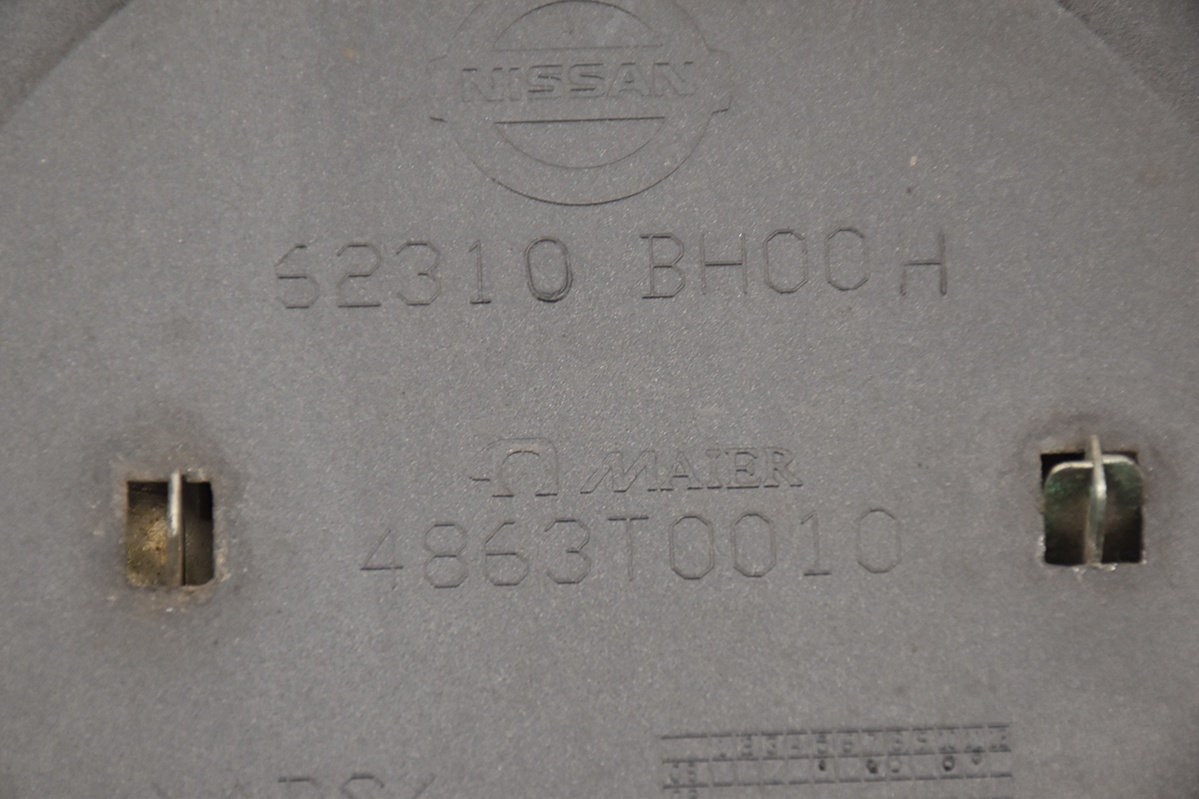 NISSAN
62310 BH00H
MAIER
4863T0010